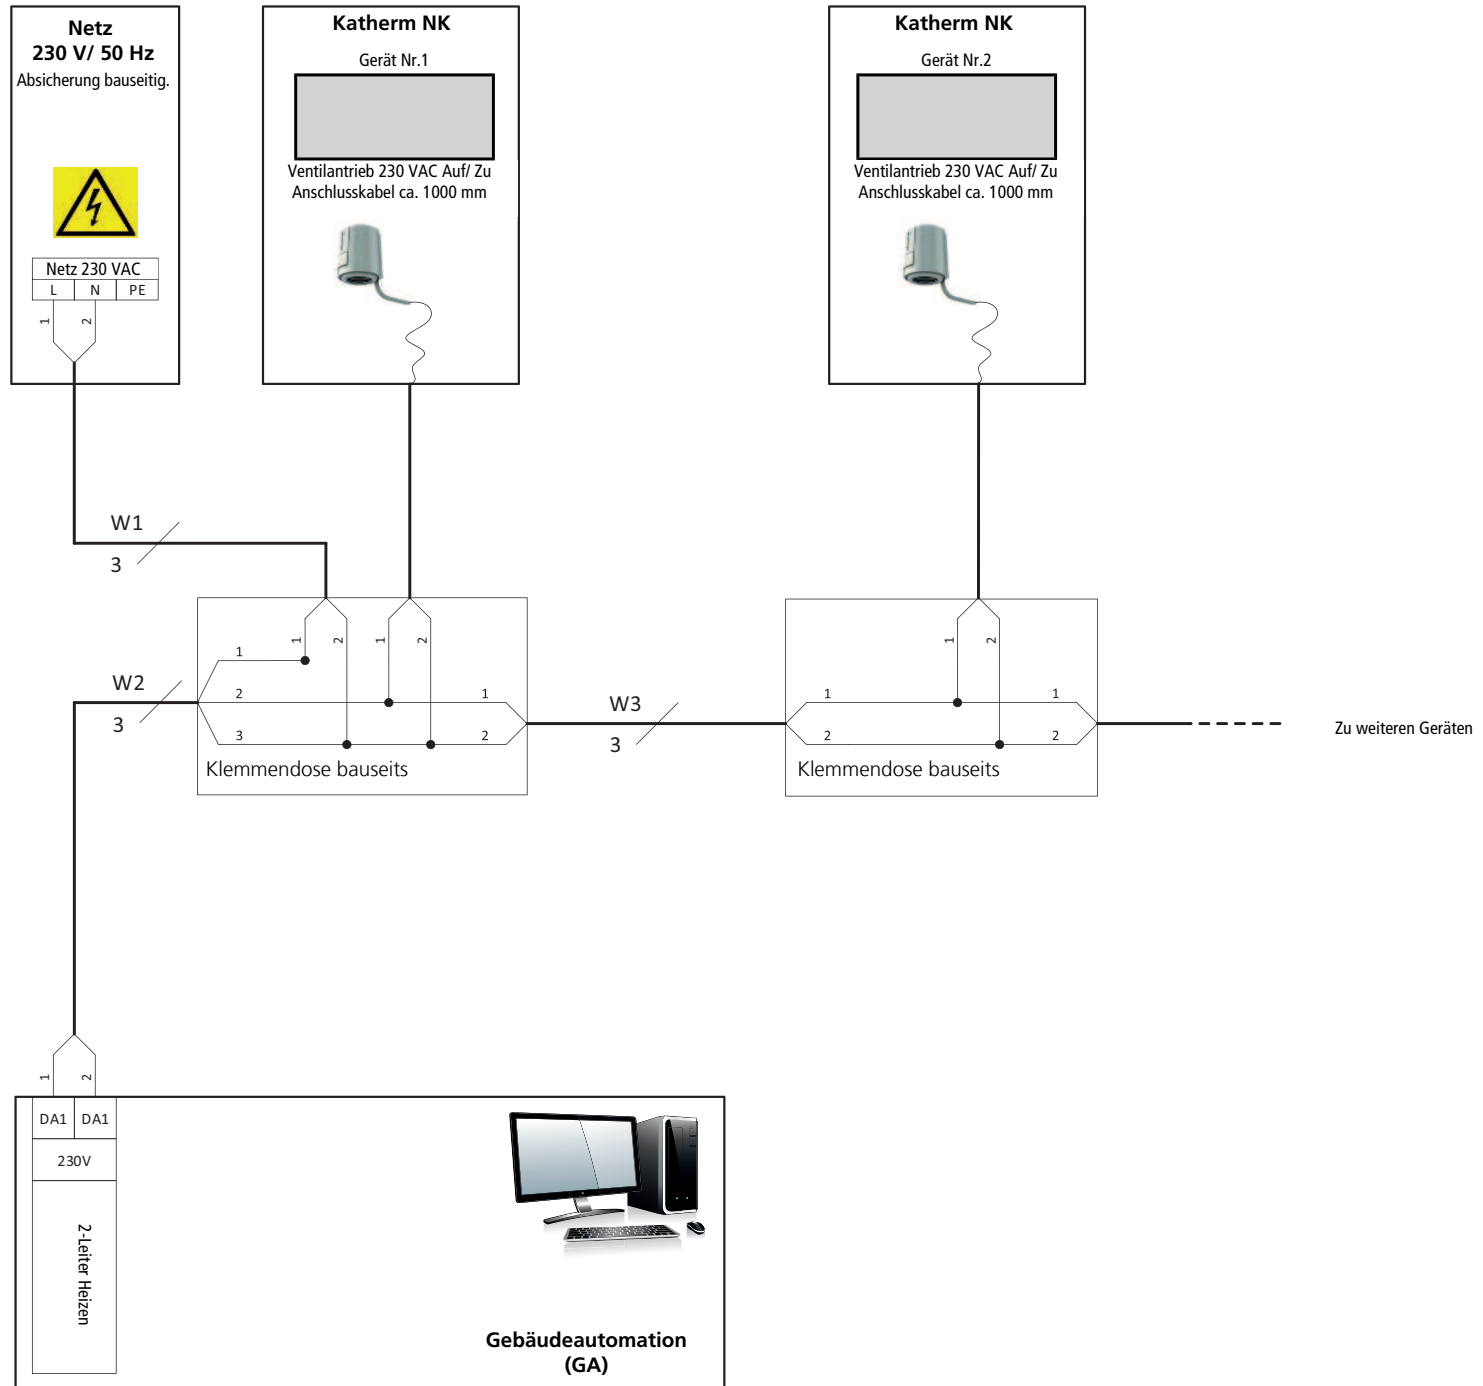 Netz
230 V/ 50 Hz
Absicherung bauseitig.
Netz 230 VAC
L N PE
1 2
Katherm NK
Gerät Nr.1
Ventilantrieb 230 VAC Auf/ Zu
Anschlusskabel ca. 1000 mm
Katherm NK
Gerät Nr.2
Ventilantrieb 230 VAC Auf/ Zu
Anschlusskabel ca. 1000 mm
W1
3
1 2 1 2
1
2 1
3 2
Klemmendose bauseits
W2
3
W3
3
1 2
1 1
2 2
Klemmendose bauseits
Zu weiteren Geräten
1 2
DA1 DA1
230V
2-Leiter Heizen
Gebäudeautomation
(GA)